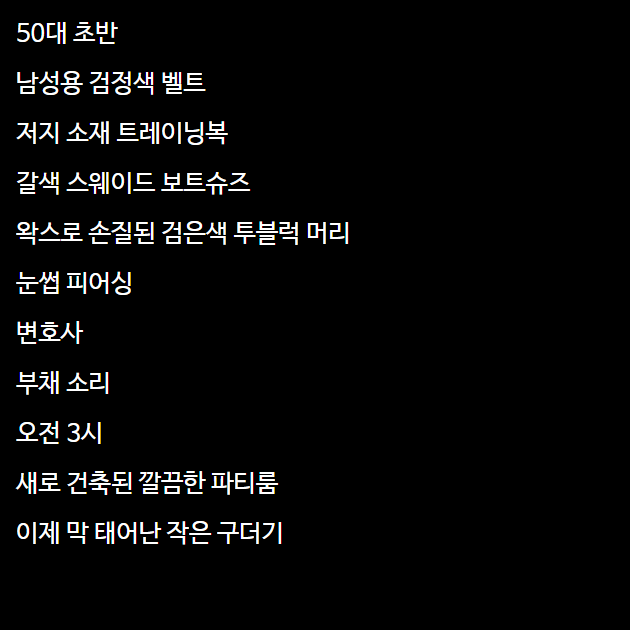 50대 초반
남성용 검정색 벨트
저지 소재 트레이닝복
갈색 스웨이드 보트슈즈
왁스로 손질된 검은색 투블럭 머리
눈썹 피어싱
변호사
부채 소리
오전 3시
새로 건축된 깔끔한 파티룸
이제 막 태어난 작은 구더기